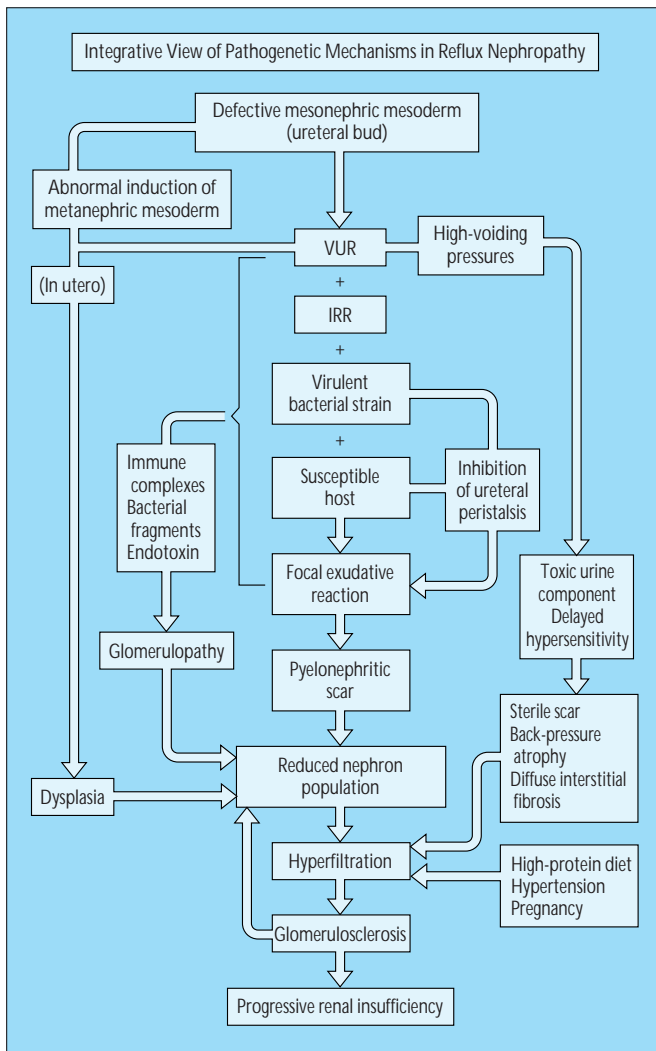 Integrative View of Pathogenetic Mechanisms in Reflux Nephropathy
Defective mesonephric mesoderm
(ureteral bud)
Abnormal induction of
metanephric mesoderm
VUR
High-voiding
pressures
(In utero)
+
IRR
+
Virulent
bacterial strain
+
Immune
complexes
Bacterial
fragments
Endotoxin
Susceptible
host
Inhibition
of ureteral
peristalsis
Focal exudative
reaction
Toxic urine
component
Delayed
hypersensitivity
Glomerulopathy
Pyelonephritic
scar
Sterile scar
Back-pressure
atrophy
Diffuse interstitial
fibrosis
Reduced nephron
population
Dysplasia
Hyperfiltration
High-protein diet
Hypertension
Pregnancy
Glomerulosclerosis
Progressive renal insufficiency